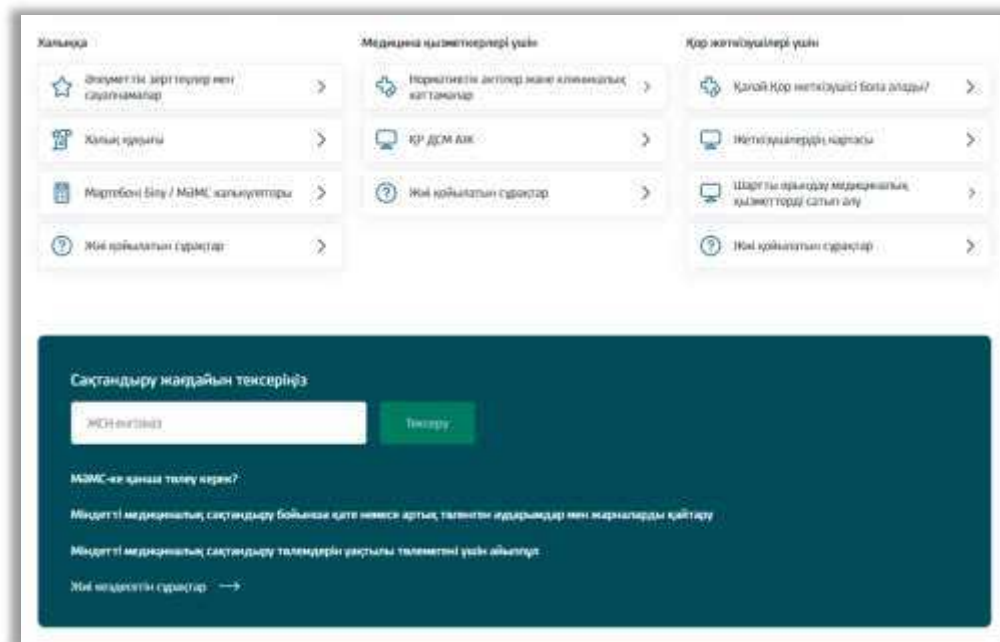 Халыққа
Әлеуметтік зерттеулер мен
сауалнамалар
Халық құқығы
Мәртебені білу / МӘМС калькуляторы
Жиі қойылатын сұрақтар
Медицина қызметкерлері үшін
Нормативтік актілер және клиникалық
хаттамалар
ҚР ДСМ АЖ
Жиі қойылатын сұрақтар
Қор жеткізушілері үшін
Қалай Қор жеткізушісі бола алады?
Жеткізушілердің картасы
Шартты орындау медициналық
қызметтерді сатып алу
Жиі қойылатын сұрақтар
Сақтандыру жағдайын тексеріңіз
ЖСН енгізіңіз
Тексеру
МӘМС-ке қанша төлеу керек?
Міндетті медициналық сақтандыру бойынша қате немесе артық төленген аударымдар мен жарналарды қайтару
Міндетті медициналық сақтандыру төлемдерін уақтылы төлемегені үшін айыппұл
Жиі кездесетін сұрақтар